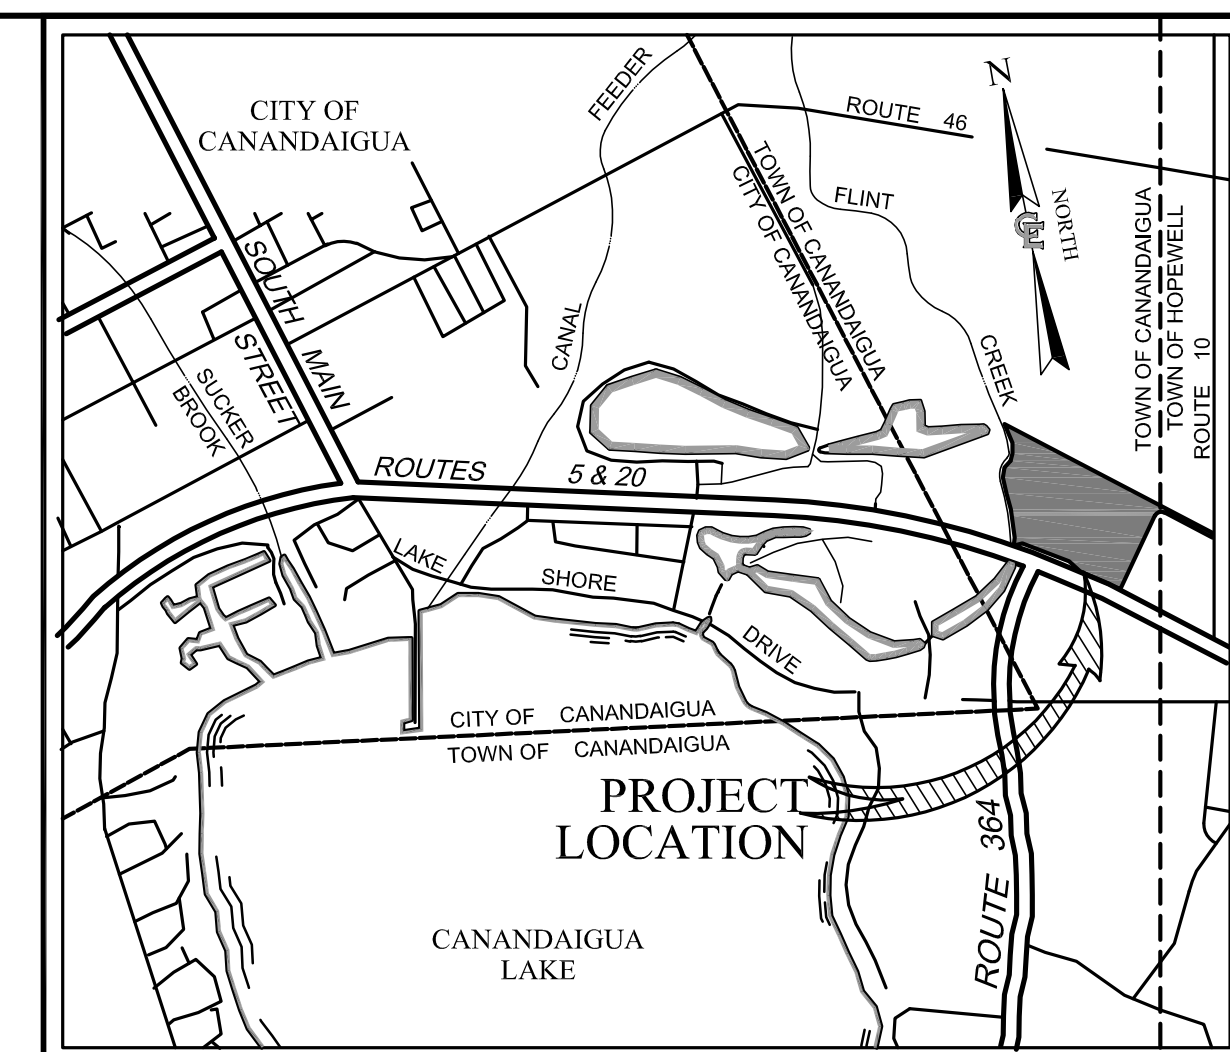 CITY OF
CANANDAIGUA
FEEDER
ROUTE 46
N
NORTH
TOWN OF CANANDAIGUA
CITY OF CANANDAIGUA
FLINT
CREEK
TOWN OF CANANDAIGUA
TOWN OF HOPEWELL
ROUTE 10
SOUTH MAIN
STREET
CANAL
SUCKER
BROOK
ROUTES 5 & 20
LAKE SHORE DRIVE
CITY OF CANANDAIGUA
TOWN OF CANANDAIGUA
PROJECT
LOCATION
ROUTE 364
CANANDAIGUA
LAKE